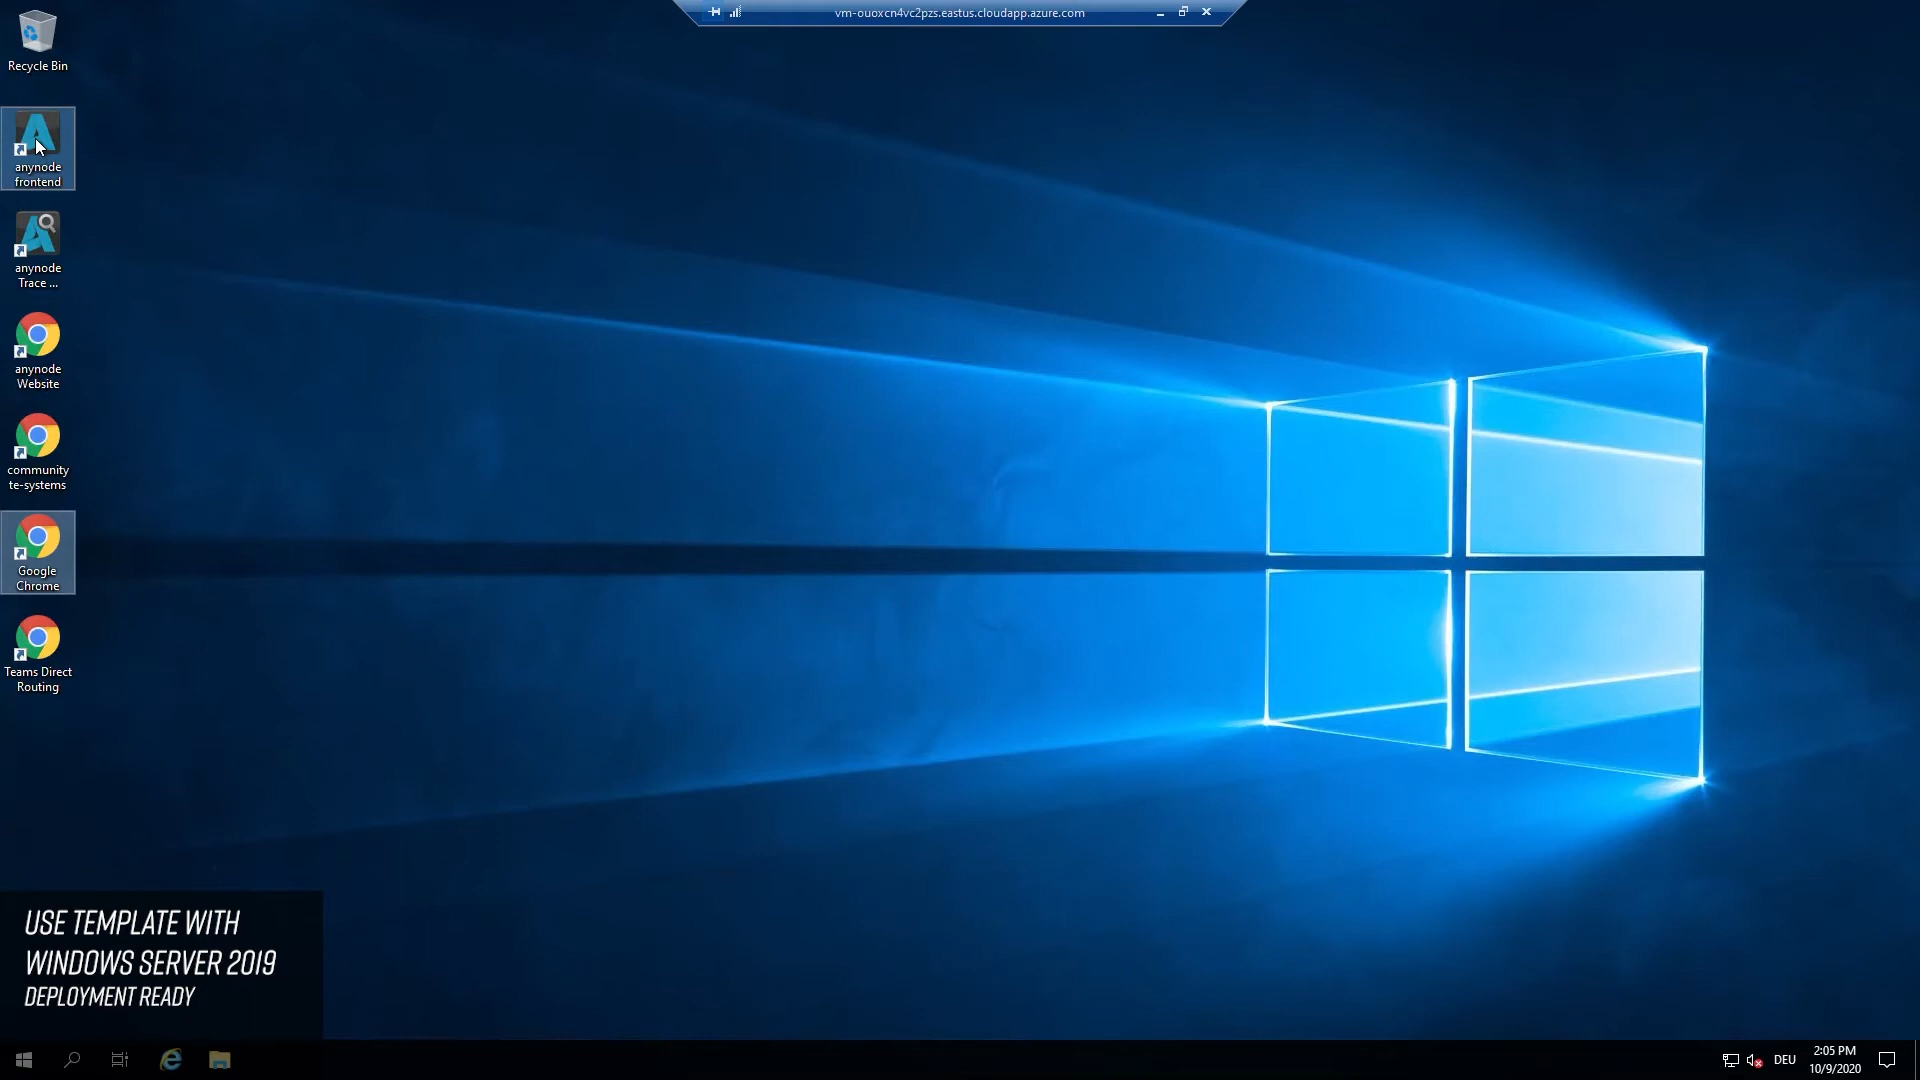 vm-ouoxcn4vc2pzs.eastus.cloudapp.azure.com
Recycle Bin
anynode
frontend
anynode
Trace ...
anynode
Website
community
te-systems
Google
Chrome
Teams Direct
Routing
USE TEMPLATE WITH
WINDOWS SERVER 2019
DEPLOYMENT READY
DEU
2:05 PM
10/9/2020